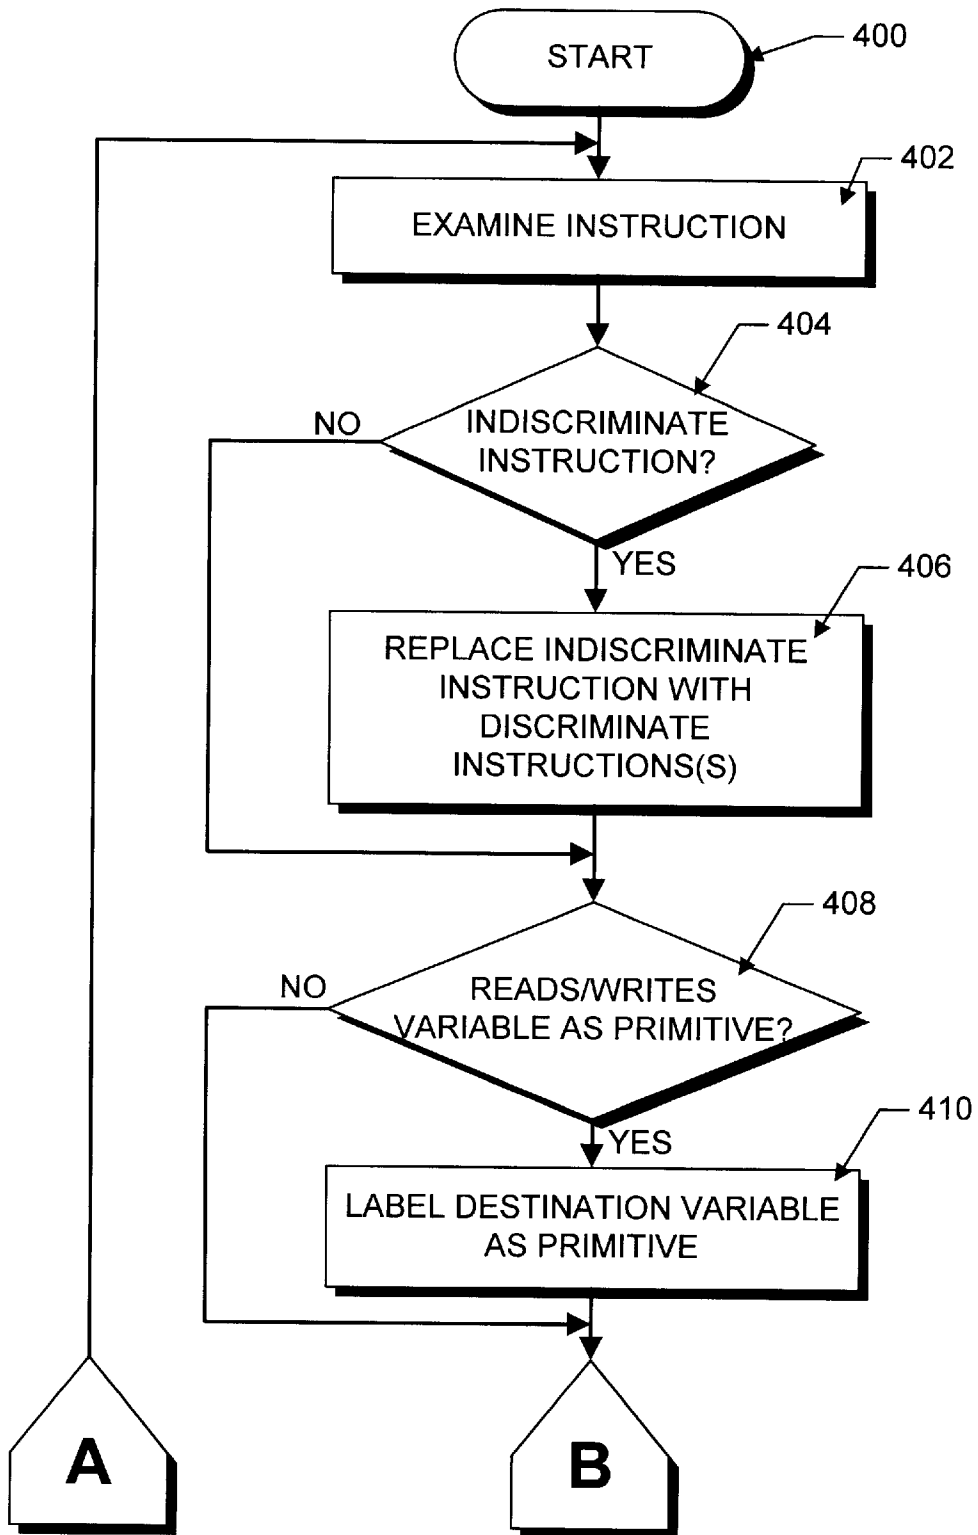 START
400
402
EXAMINE INSTRUCTION
404
NO
INDISCRIMINATE
INSTRUCTION?
YES
406
REPLACE INDISCRIMINATE
INSTRUCTION WITH
DISCRIMINATE
INSTRUCTIONS(S)
408
NO
READS/WRITES
VARIABLE AS PRIMITIVE?
YES
410
LABEL DESTINATION VARIABLE
AS PRIMITIVE
A
B